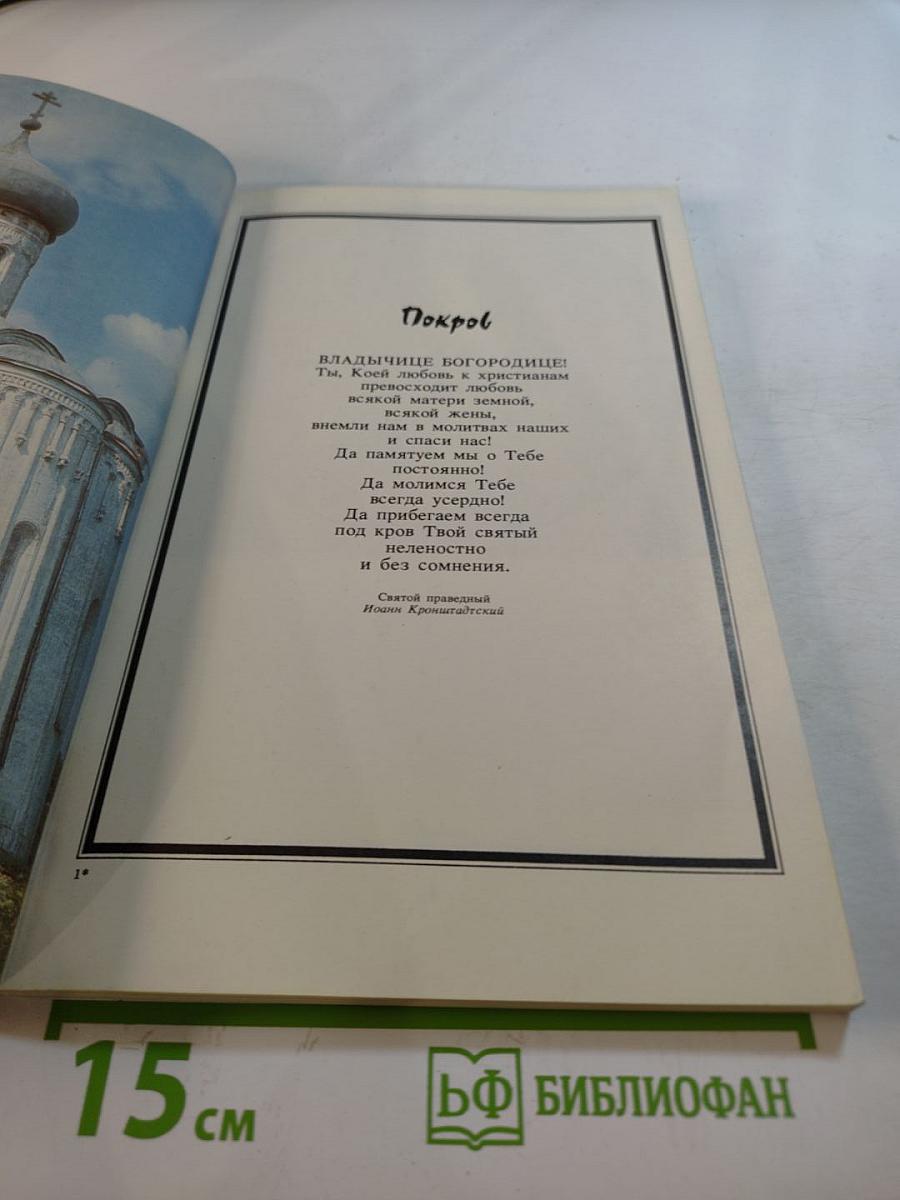 Покров
ВЛАДЫЧИЦЕ БОГОРОДИЦЕ!
Ты, Коей любовь к христианам
превосходит любовь
всякой матери земной,
всякой жены,
внемли нам в молитвах наших
и спаси нас!
Да памятуем мы о Тебе
постоянно!
Да молимся Тебе
всегда усердно!
Да прибегаем всегда
под кров Твой святый
неленостно
и без сомнения.
Святой праведный
Иоанн Кронштадтский
1*
15 см
БФ БИБЛИОФАН